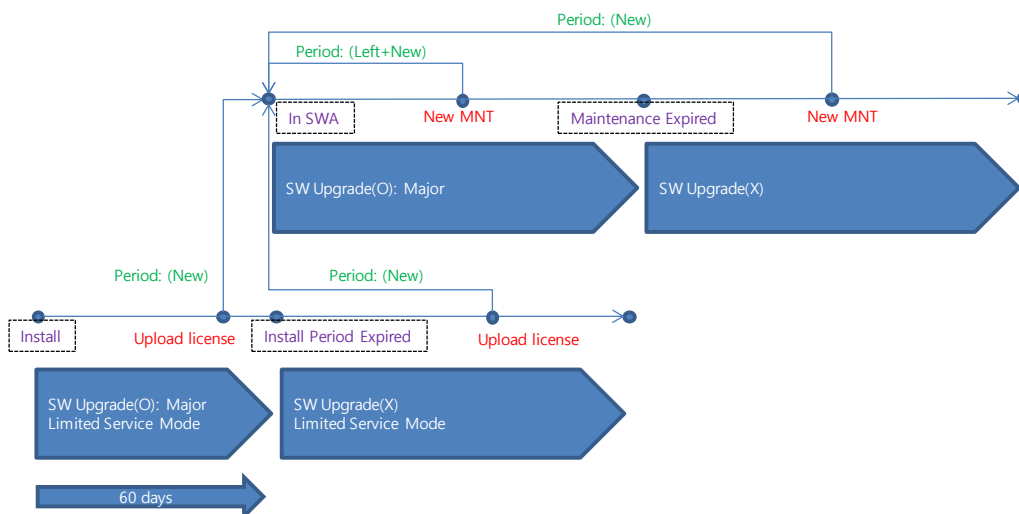 Period: (New)
Period: (Left+New)
In SWA
New MNT
Maintenance Expired
New MNT
SW Upgrade(O): Major
SW Upgrade(X)
Period: (New)
Period: (New)
Install
Upload license
Install Period Expired
Upload license
SW Upgrade(O): Major
Limited Service Mode
SW Upgrade(X)
Limited Service Mode
60 days